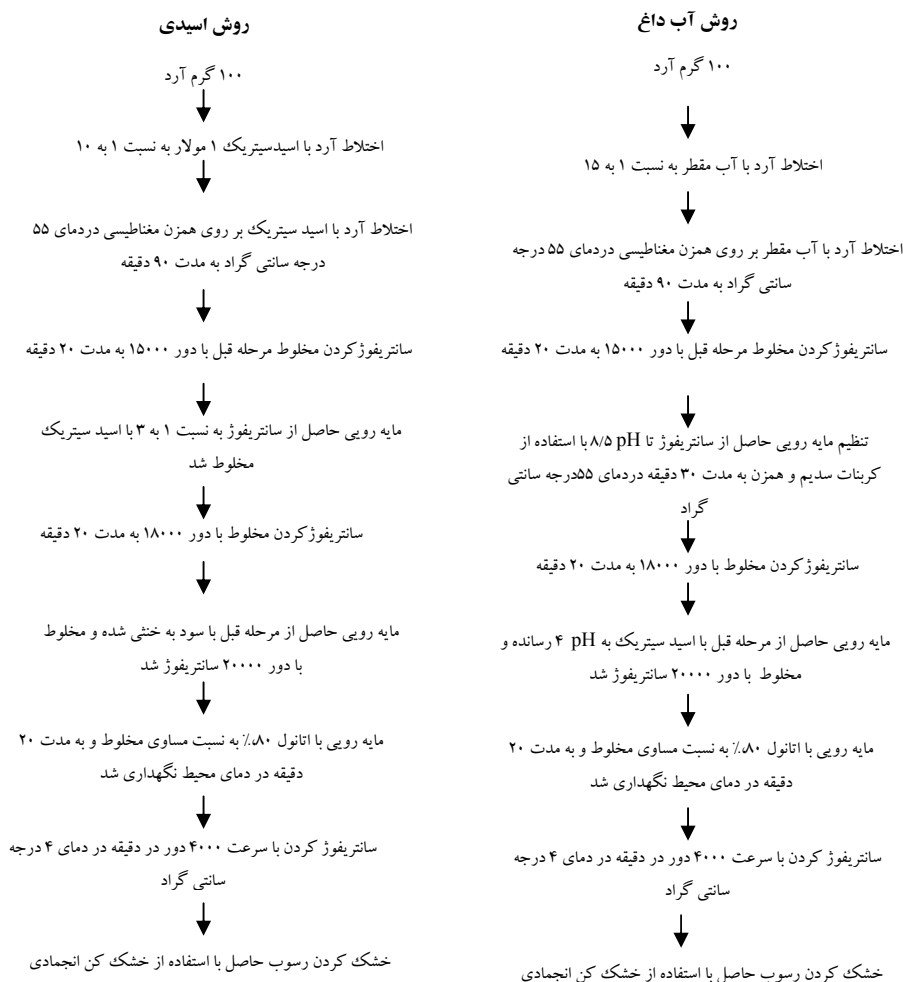 روش آب داغ
۱۰۰ گرم آرد
اختلاط آرد با آب مقطر به نسبت ۱ به ۱۵
اختلاط آرد با آب مقطر بر روی همزن مغناطیسی دردمای ۵۵ درجه
سانتی گراد به مدت ۹۰ دقیقه
سانتریفوژکردن مخلوط مرحله قبل با دور ۱۵۰۰۰ به مدت ۲۰ دقیقه
تنظیم مایه رویی حاصل از سانتریفوژ تا pH ۸/۵ با استفاده از
کربنات سدیم و همزن به مدت ۳۰ دقیقه دردمای ۵۵درجه سانتی
گراد
سانتریفوژکردن مخلوط با دور ۱۸۰۰۰ به مدت ۲۰ دقیقه
مایه رویی حاصل از مرحله قبل با اسید سیتریک به pH ۴ رسانده و
مخلوط با دور ۲۰۰۰۰ سانتریفوژ شد
مایه رویی با اتانول ۸۰٪ به نسبت مساوی مخلوط و به مدت ۲۰
دقیقه در دمای محیط نگهداری شد
سانتریفوژ کردن با سرعت ۴۰۰۰ دور در دقیقه در دمای ۴ درجه
سانتی گراد
خشک کردن رسوب حاصل با استفاده از خشک کن انجمادی
روش اسیدی
۱۰۰ گرم آرد
اختلاط آرد با اسیدسیتریک ۱ مولار به نسبت ۱ به ۱۰
اختلاط آرد با اسید سیتریک بر روی همزن مغناطیسی دردمای ۵۵
درجه سانتی گراد به مدت ۹۰ دقیقه
سانتریفوژکردن مخلوط مرحله قبل با دور ۱۵۰۰۰ به مدت ۲۰ دقیقه
مایه رویی حاصل از سانتریفوژ به نسبت ۱ به ۳ با اسید سیتریک
مخلوط شد
سانتریفوژکردن مخلوط با دور ۱۸۰۰۰ به مدت ۲۰ دقیقه
مایه رویی حاصل از مرحله قبل با سود به خنثی شده و مخلوط
با دور ۲۰۰۰۰ سانتریفوژ شد
مایه رویی با اتانول ۸۰٪ به نسبت مساوی مخلوط و به مدت ۲۰
دقیقه در دمای محیط نگهداری شد
سانتریفوژ کردن با سرعت ۴۰۰۰ دور در دقیقه در دمای ۴ درجه
سانتی گراد
خشک کردن رسوب حاصل با استفاده از خشک کن انجمادی